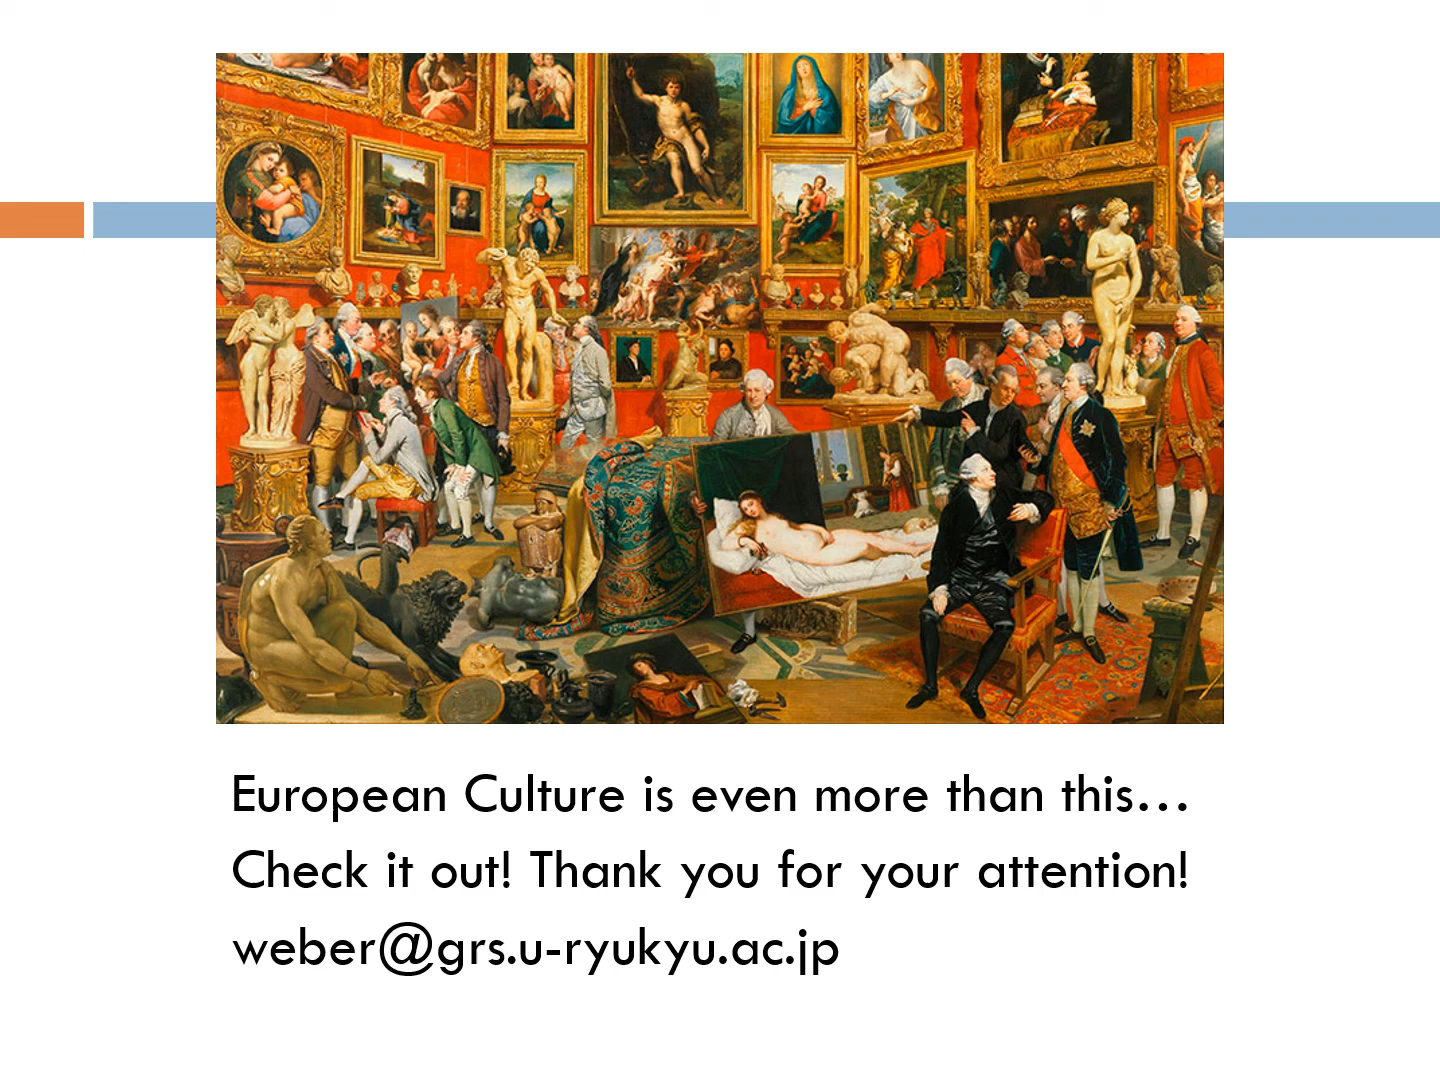 European Culture is even more than this…
Check it out! Thank you for your attention!
weber@grs.u-ryukyu.ac.jp